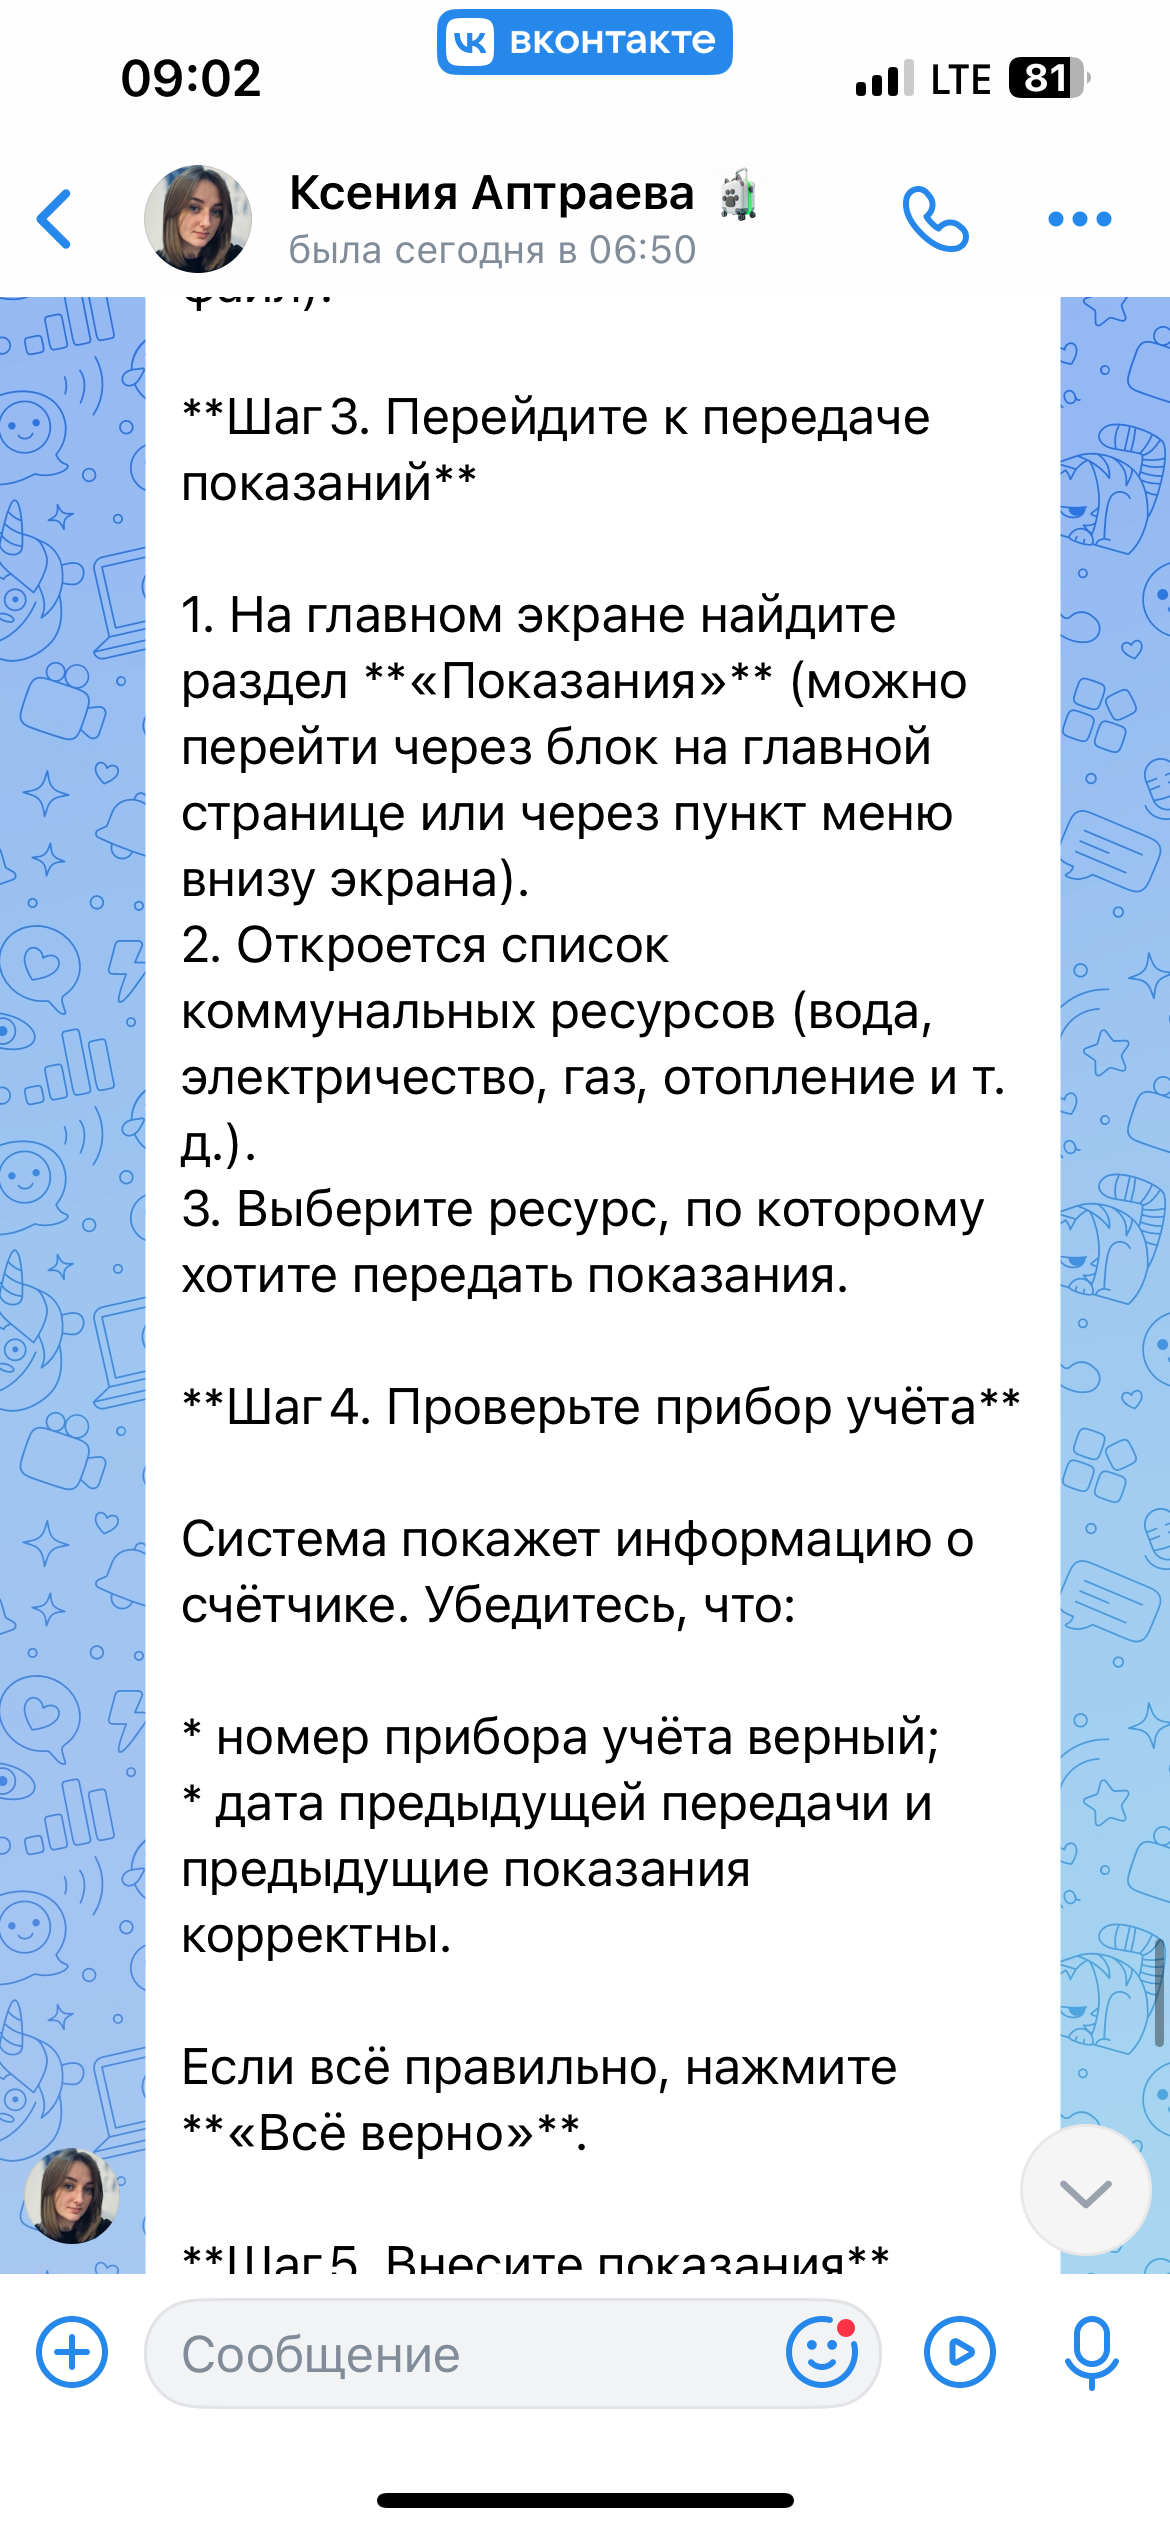 вконтакте
09:02
LTE 81
Ксения Аптраева
была сегодня в 06:50
файл).
**Шаг 3. Перейдите к передаче
показаний**
1. На главном экране найдите
раздел **«Показания»** (можно
перейти через блок на главной
странице или через пункт меню
внизу экрана).
2. Откроется список
коммунальных ресурсов (вода,
электричество, газ, отопление и т.
д.).
3. Выберите ресурс, по которому
хотите передать показания.
**Шаг 4. Проверьте прибор учёта**
Система покажет информацию о
счётчике. Убедитесь, что:
* номер прибора учёта верный;
* дата предыдущей передачи и
предыдущие показания
корректны.
Если всё правильно, нажмите
**«Всё верно»**.
**Шаг 5. Внесите показания**
Сообщение